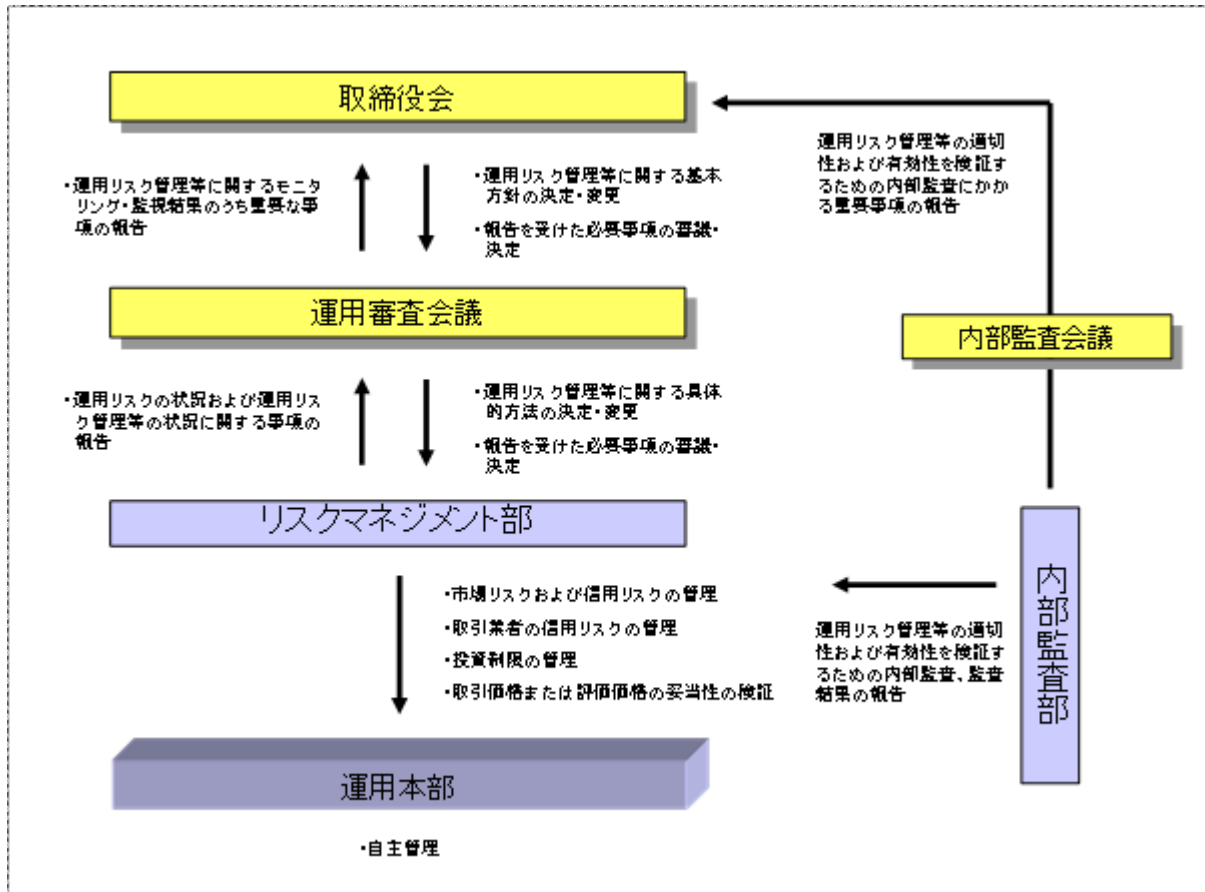 取締役会
・運用リスク管理等に関するモニ
タリング・監視結果のうち重要な事
項の報告
・運用リスク管理等に関する基本
方針の決定・変更
・報告を受けた必要事項の審議・
決定
運用リスク管理等の適切
性および有効性を検証す
るための内部監査にかか
る重要事項の報告
運用審査会議
内部監査会議
・運用リスクの状況および運用リス
ク管理等の状況に関する事項の
報告
・運用リスク管理等に関する具体
的方法の決定・変更
・報告を受けた必要事項の審議・
決定
リスクマネジメント部
・市場リスクおよび信用リスクの管理
・取引業者の信用リスクの管理
・投資制限の管理
・取引価格または評価価格の妥当性の検証
運用リスク管理等の適切
性および有効性を検証す
るための内部監査、監査
結果の報告
内部監査部
運用本部
・自主管理